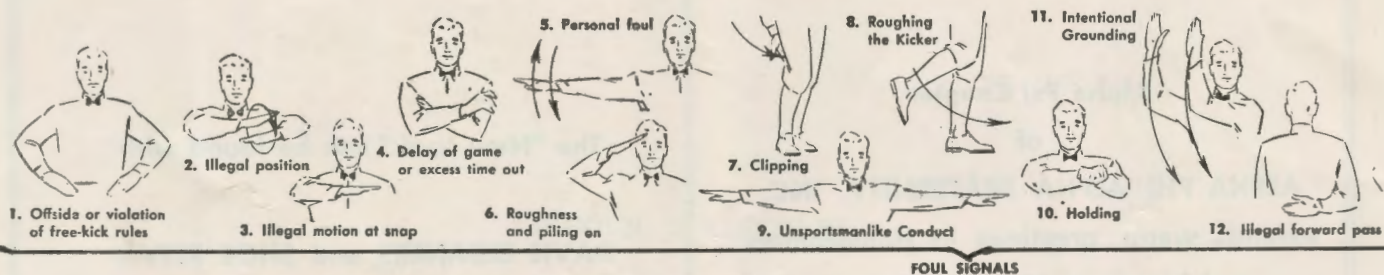 1. Offside or violation
of free-kick rules
2. Illegal position
3. Illegal motion at snap
4. Delay of game
or excess time out
5. Personal foul
6. Roughness
and piling on
7. Clipping
8. Roughing
the Kicker
9. Unsportsmanlike Conduct
10. Holding
11. Intentional
Grounding
12. Illegal forward pass
FOUL SIGNALS